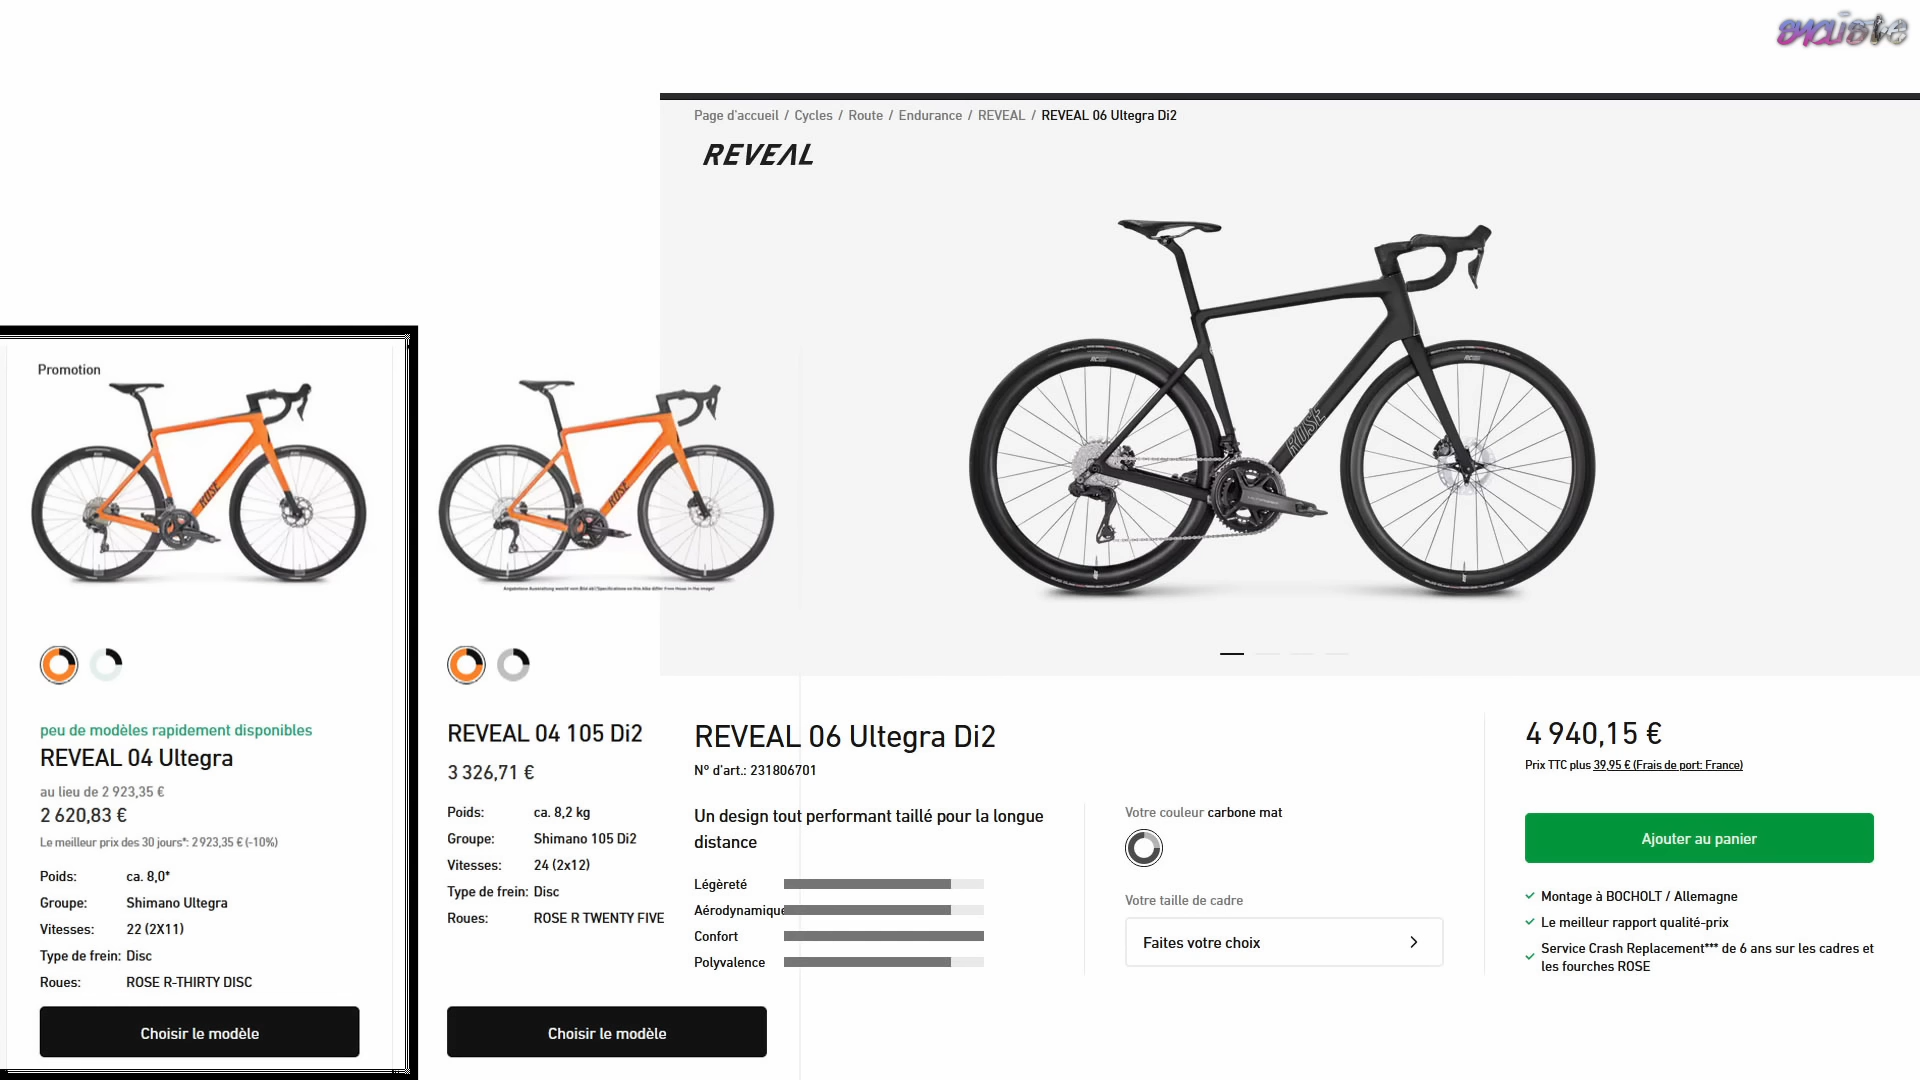 Page d'accueil / Cycles / Route / Endurance / REVEAL / REVEAL 06 Ultegra Di2
REVEAL
ROSE
Promotion
ROSE
peu de modèles rapidement disponibles
REVEAL 04 Ultegra
au lieu de 2 923,35 €
2 620,83 €
Le meilleur prix des 30 jours*: 2 923,35 € (-10%)
Poids: ca. 8,0*
Groupe: Shimano Ultegra
Vitesses: 22 (2X11)
Type de frein: Disc
Roues: ROSE R-THIRTY DISC
Choisir le modèle
ROSE
REVEAL 04 105 Di2
3 326,71 €
Poids: ca. 8,2 kg
Groupe: Shimano 105 Di2
Vitesses: 24 (2x12)
Type de frein: Disc
Roues: ROSE R TWENTY FIVE
Choisir le modèle
REVEAL 06 Ultegra Di2
N° d'art.: 231806701
Un design tout performant taillé pour la longue
distance
Légèreté
Aérodynamique
Confort
Polyvalence
Votre couleur carbone mat
Votre taille de cadre
Faites votre choix
4 940,15 €
Prix TTC plus 39,95 € (Frais de port: France)
Ajouter au panier
Montage à BOCHOLT / Allemagne
Le meilleur rapport qualité-prix
Service Crash Replacement*** de 6 ans sur les cadres et
les fourches ROSE